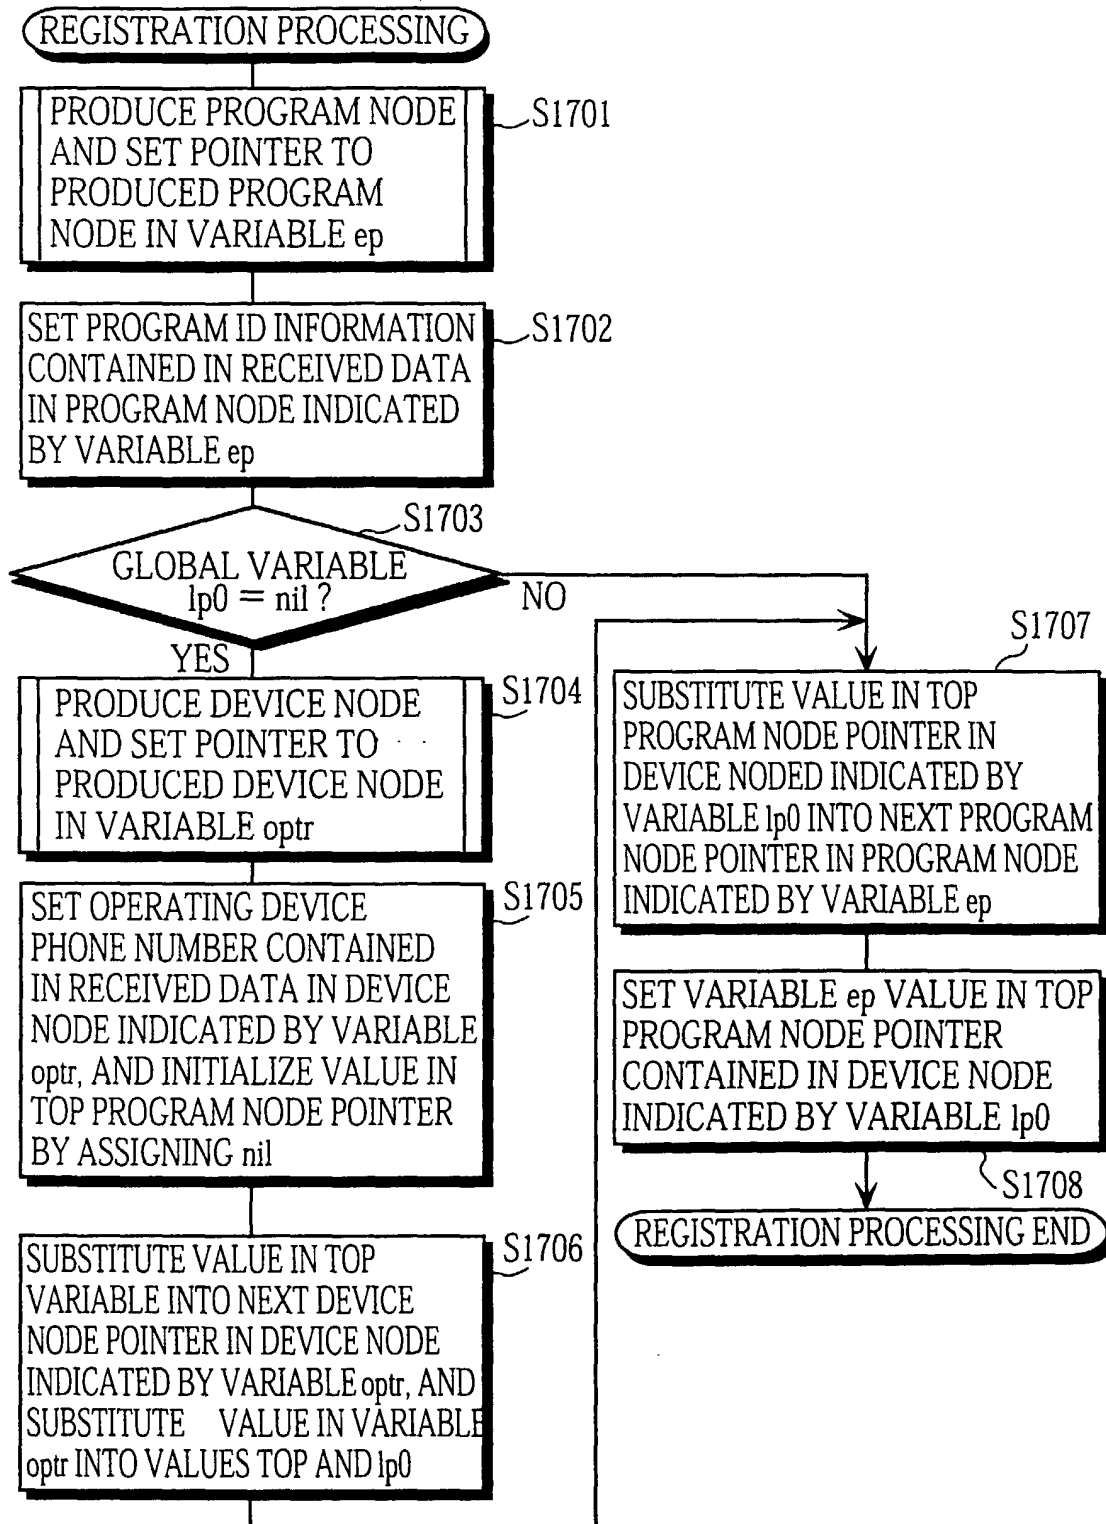 REGISTRATION PROCESSING
PRODUCE PROGRAM NODE
AND SET POINTER TO
PRODUCED PROGRAM
NODE IN VARIABLE ep
S1701
SET PROGRAM ID INFORMATION
CONTAINED IN RECEIVED DATA
IN PROGRAM NODE INDICATED
BY VARIABLE ep
S1702
S1703
GLOBAL VARIABLE
lp0 = nil ?
NO
YES
PRODUCE DEVICE NODE
AND SET POINTER TO
PRODUCED DEVICE NODE
IN VARIABLE optr
S1704
SET OPERATING DEVICE
PHONE NUMBER CONTAINED
IN RECEIVED DATA IN DEVICE
NODE INDICATED BY VARIABLE
optr, AND INITIALIZE VALUE IN
TOP PROGRAM NODE POINTER
BY ASSIGNING nil
S1705
SUBSTITUTE VALUE IN TOP
VARIABLE INTO NEXT DEVICE
NODE POINTER IN DEVICE NODE
INDICATED BY VARIABLE optr, AND
SUBSTITUTE VALUE IN VARIABLE
optr INTO VALUES TOP AND lp0
S1706
S1707
SUBSTITUTE VALUE IN TOP
PROGRAM NODE POINTER IN
DEVICE NODED INDICATED BY
VARIABLE lp0 INTO NEXT PROGRAM
NODE POINTER IN PROGRAM NODE
INDICATED BY VARIABLE ep
SET VARIABLE ep VALUE IN TOP
PROGRAM NODE POINTER
CONTAINED IN DEVICE NODE
INDICATED BY VARIABLE lp0
S1708
REGISTRATION PROCESSING END